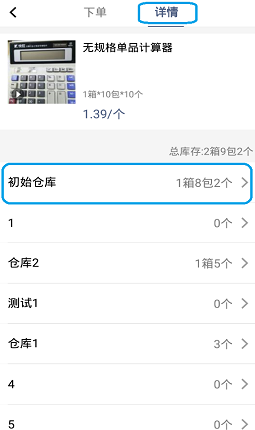 下单 详情
无规格单品计算器
1箱*10包*10个
1.39/个
总库存:2箱9包2个
初始仓库 1箱8包2个
1 0个
仓库2 1箱5个
测试1 0个
仓库1 3个
4 0个
5 0个